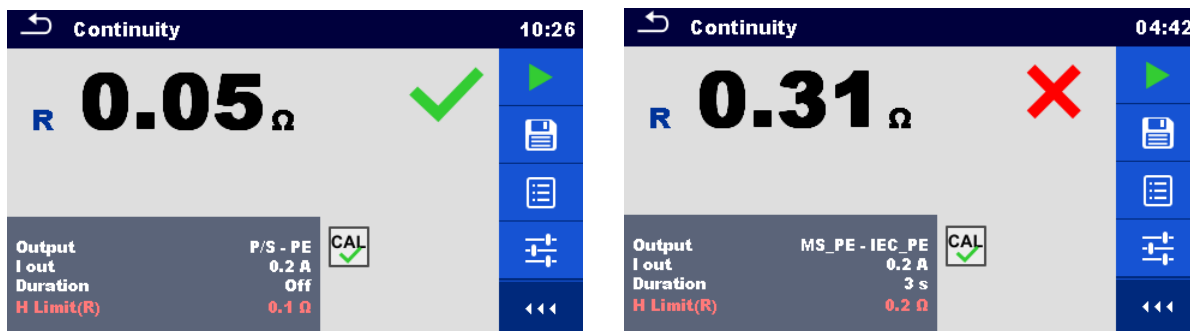 Continuity 10:26
R 0.05 Ω
Output P/S - PE
I out 0.2 A
Duration Off
H Limit(R) 0.1 Ω
CAL
Continuity 04:42
R 0.31 Ω
Output MS_PE - IEC_PE
I out 0.2 A
Duration 3 s
H Limit(R) 0.2 Ω
CAL